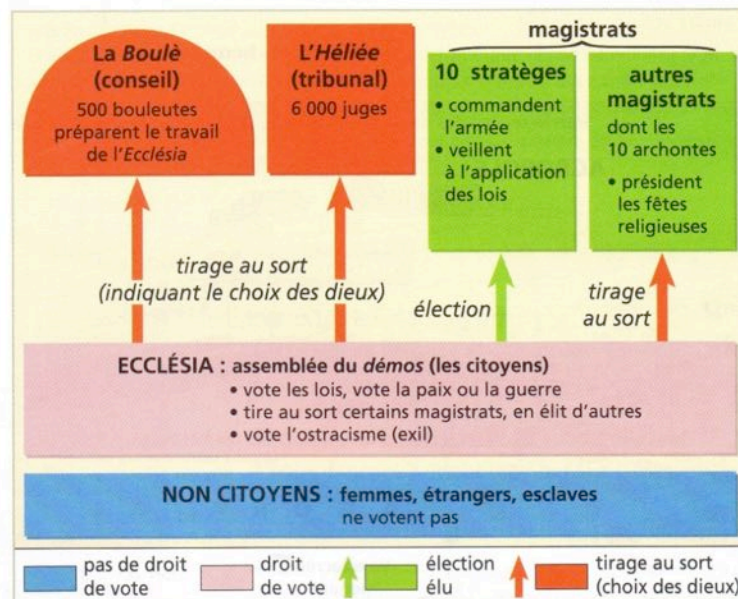 La Boulè
(conseil)
500 bouleutes
préparent le travail
de l'Ecclésia
L'Héliée
(tribunal)
6 000 juges
magistrats
10 stratèges
• commandent
l'armée
• veillent
à l'application
des lois
autres
magistrats
dont les
10 archontes
• président
les fêtes
religieuses
tirage au sort
(indiquant le choix des dieux)
élection
tirage
au sort
ECCLÉSIA : assemblée du démos (les citoyens)
• vote les lois, vote la paix ou la guerre
• tire au sort certains magistrats, en élit d'autres
• vote l'ostracisme (exil)
NON CITOYENS : femmes, étrangers, esclaves
ne votent pas
pas de droit
de vote
droit
de vote
élection
élu
tirage au sort
(choix des dieux)